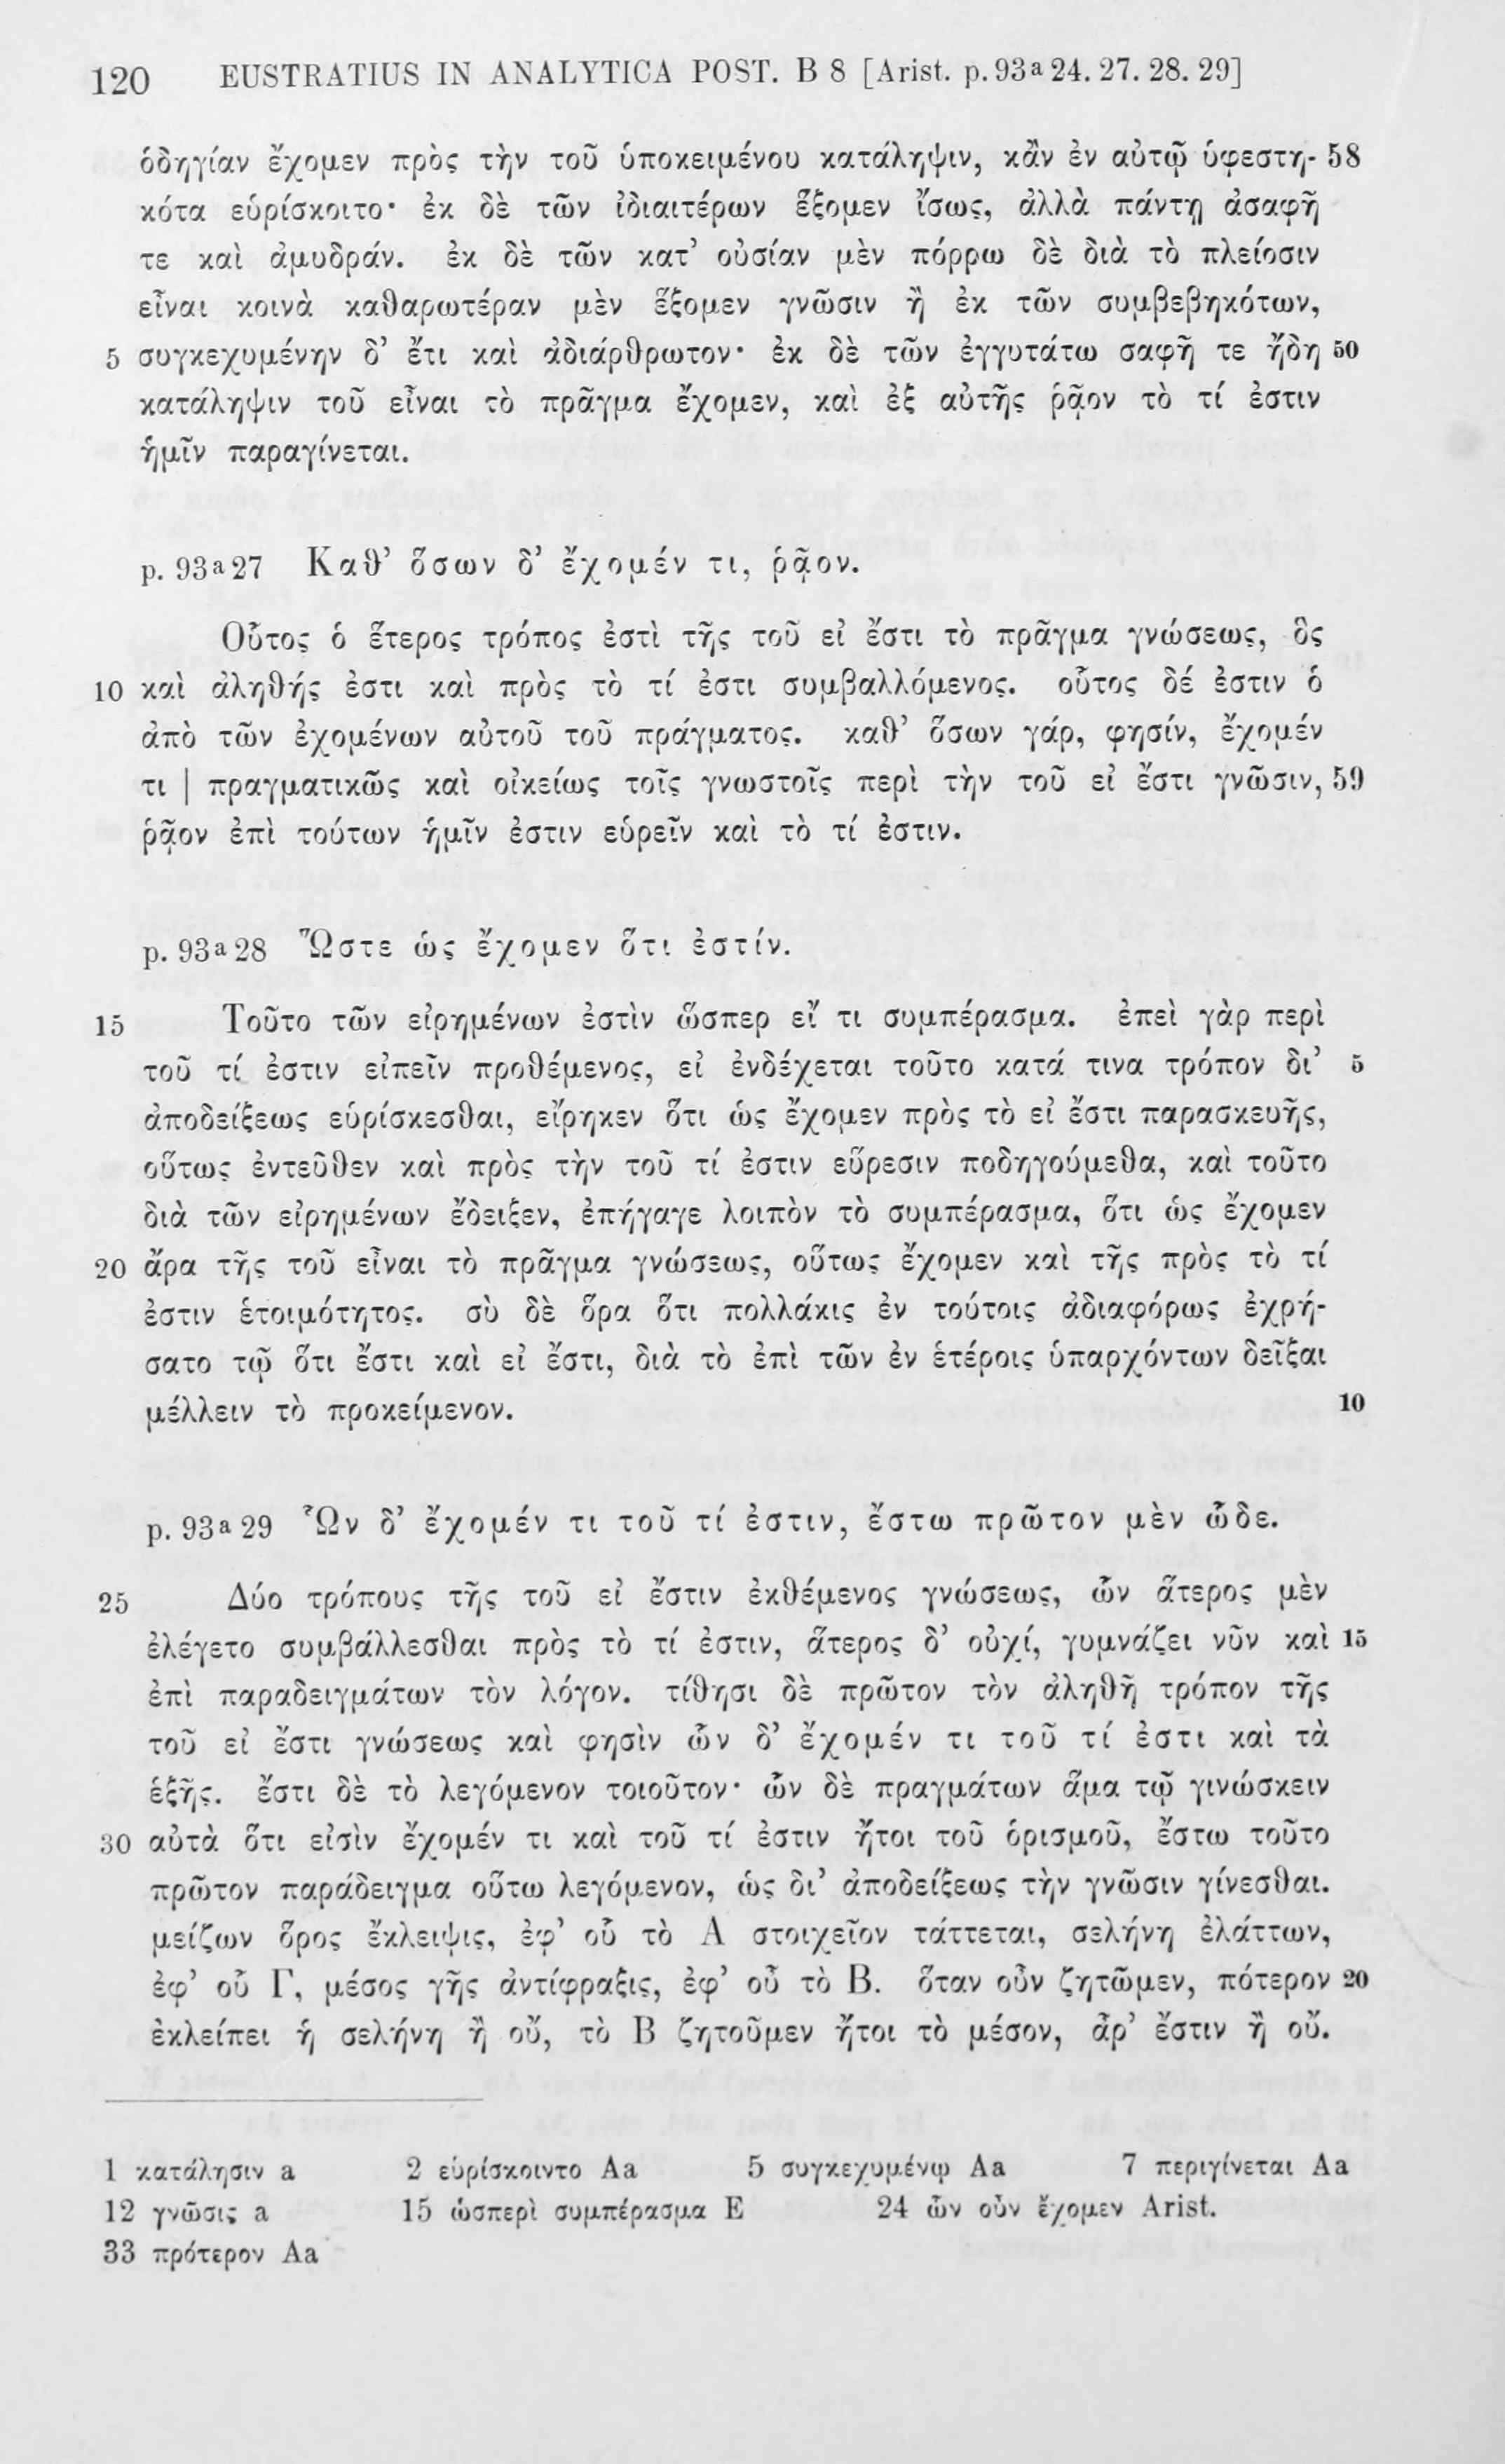 120 EUSTRATIUS IN ANALYTICA POST. B 8 [Arist. p. 93a24. 27. 28. 29]
ὁδηγίαν ἔχομεν πρὸς τὴν τοῦ ὑποκειμένου κατάληψιν, κἂν ἐν αὐτῷ ὑφεστη- 58
κότα εὑρίσκοιτο· ἐκ δὲ τῶν ἰδιαιτέρων ἕξομεν ἴσως, ἀλλὰ πάντῃ ἀσαφῆ
τε καὶ ἀμυδράν. ἐκ δὲ τῶν κατ’ οὐσίαν μὲν πόρρω δὲ διὰ τὸ πλείοσιν
εἶναι κοινὰ καθαρωτέραν μὲν ἕξομεν γνῶσιν ἢ ἐκ τῶν συμβεβηκότων,
5 συγκεχυμένην δ’ ἔτι καὶ ἀδιάρθρωτον· ἐκ δὲ τῶν ἐγγυτάτω σαφῆ τε ἤδη 50
κατάληψιν τοῦ εἶναι τὸ πρᾶγμα ἔχομεν, καὶ ἐξ αὐτῆς ῥᾷον τὸ τί ἐστιν
ἡμῖν παραγίνεται.
p. 93a27 Καθ’ ὅσων δ’ ἔχομέν τι, ῥᾷον.
Οὗτος ὁ ἕτερος τρόπος ἐστὶ τῆς τοῦ εἰ ἔστι τὸ πρᾶγμα γνώσεως, ὃς
10 καὶ ἀληθής ἐστι καὶ πρὸς τὸ τί ἐστι συμβαλλόμενος. οὗτος δέ ἐστιν ὁ
ἀπὸ τῶν ἐχομένων αὐτοῦ τοῦ πράγματος. καθ’ ὅσων γάρ, φησίν, ἔχομέν
τι | πραγματικῶς καὶ οἰκείως τοῖς γνωστοῖς περὶ τὴν τοῦ εἰ ἔστι γνῶσιν, 59
ῥᾷον ἐπὶ τούτων ἡμῖν ἐστιν εὑρεῖν καὶ τὸ τί ἐστιν.
p. 93a28 Ὥστε ὡς ἔχομεν ὅτι ἐστίν.
15 Τοῦτο τῶν εἰρημένων ἐστὶν ὥσπερ εἴ τι συμπέρασμα. ἐπεὶ γὰρ περὶ
τοῦ τί ἐστιν εἰπεῖν προθέμενος, εἰ ἐνδέχεται τοῦτο κατά τινα τρόπον δι’ 5
ἀποδείξεως εὑρίσκεσθαι, εἴρηκεν ὅτι ὡς ἔχομεν πρὸς τὸ εἰ ἔστι παρασκευῆς,
οὕτως ἐντεῦθεν καὶ πρὸς τὴν τοῦ τί ἐστιν εὕρεσιν ποδηγούμεθα, καὶ τοῦτο
διὰ τῶν εἰρημένων ἔδειξεν, ἐπήγαγε λοιπὸν τὸ συμπέρασμα, ὅτι ὡς ἔχομεν
20 ἄρα τῆς τοῦ εἶναι τὸ πρᾶγμα γνώσεως, οὕτως ἔχομεν καὶ τῆς πρὸς τὸ τί
ἐστιν ἑτοιμότητος. σὺ δὲ ὅρα ὅτι πολλάκις ἐν τούτοις ἀδιαφόρως ἐχρή-
σατο τῷ ὅτι ἔστι καὶ εἰ ἔστι, διὰ τὸ ἐπὶ τῶν ἐν ἑτέροις ὑπαρχόντων δεῖξαι
μέλλειν τὸ προκείμενον. 10
p. 93a29 Ὧν δ’ ἔχομέν τι τοῦ τί ἐστιν, ἔστω πρῶτον μὲν ὧδε.
25 Δύο τρόπους τῆς τοῦ εἰ ἔστιν ἐκθέμενος γνώσεως, ὧν ἅτερος μὲν
ἐλέγετο συμβάλλεσθαι πρὸς τὸ τί ἐστιν, ἅτερος δ’ οὐχί, γυμνάζει νῦν καὶ 15
ἐπὶ παραδειγμάτων τὸν λόγον. τίθησι δὲ πρῶτον τὸν ἀληθῆ τρόπον τῆς
τοῦ εἰ ἔστι γνώσεως καὶ φησὶν ὧν δ’ ἔχομέν τι τοῦ τί ἐστι καὶ τὰ
ἑξῆς. ἔστι δὲ τὸ λεγόμενον τοιοῦτον· ὧν δὲ πραγμάτων ἅμα τῷ γινώσκειν
30 αὐτὰ ὅτι εἰσὶν ἔχομέν τι καὶ τοῦ τί ἐστιν ἤτοι τοῦ ὁρισμοῦ, ἔστω τοῦτο
πρῶτον παράδειγμα οὕτω λεγόμενον, ὡς δι’ ἀποδείξεως τὴν γνῶσιν γίνεσθαι.
μείζων ὅρος ἔκλειψις, ἐφ’ οὗ τὸ Α στοιχεῖον τάττεται, σελήνη ἐλάττων,
ἐφ’ οὗ Γ, μέσος γῆς ἀντίφραξις, ἐφ’ οὗ τὸ Β. ὅταν οὖν ζητῶμεν, πότερον 20
ἐκλείπει ἡ σελήνη ἢ οὔ, τὸ Β ζητοῦμεν ἤτοι τὸ μέσον, ἆρ’ ἔστιν ἢ οὔ.
1 κατάλησιν a 2 εὑρίσκοιντο Aa 5 συγκεχυμένῳ Aa 7 περιγίνεται Aa
12 γνῶσις a 15 ὡσπερὶ συμπέρασμα E 24 ὧν οὖν ἔχομεν Arist.
33 πρότερον Aa